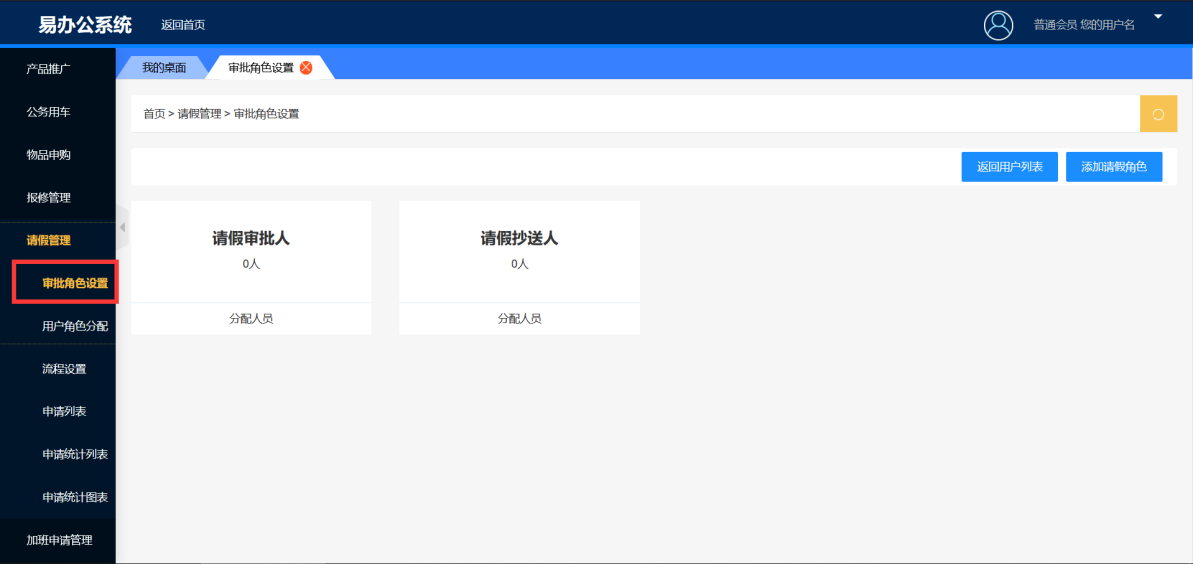 易办公系统
返回首页
普通会员 您的用户名
产品推广
公务用车
物品申购
报修管理
请假管理
审批角色设置
用户角色分配
流程设置
申请列表
申请统计列表
申请统计图表
加班申请管理
我的桌面
审批角色设置
首页 > 请假管理 > 审批角色设置
返回用户列表
添加请假角色
请假审批人
0人
分配人员
请假抄送人
0人
分配人员